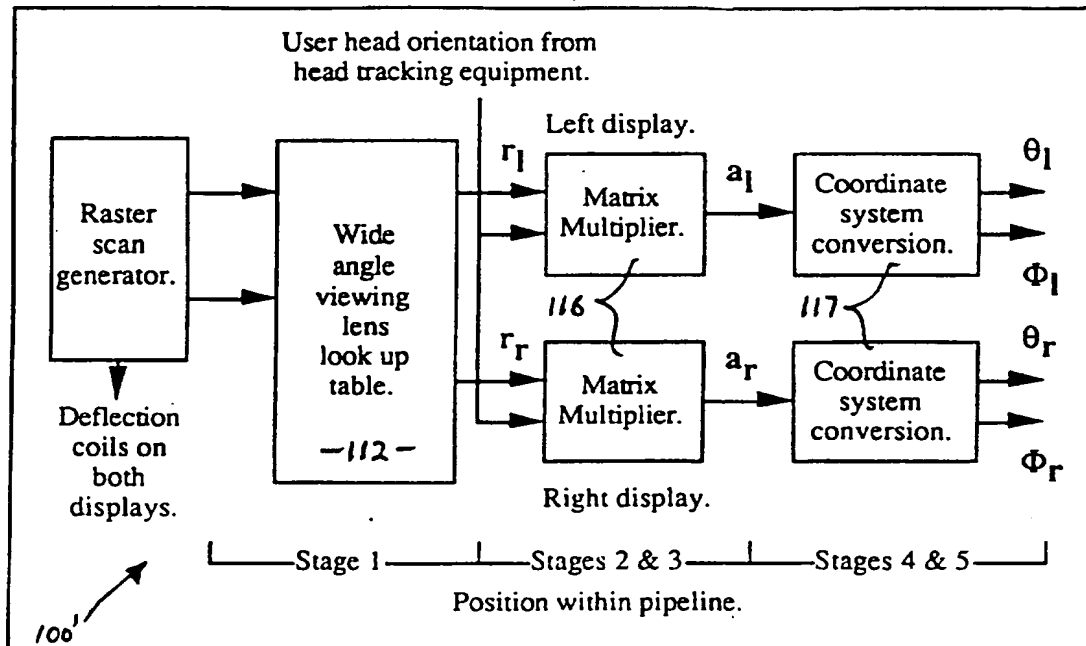 User head orientation from
head tracking equipment.
Left display.
Raster
scan
generator.
Wide
angle
viewing
lens
look up
table.
-112-
r_l
Matrix
Multiplier.
a_l
Coordinate
system
conversion.
θ_l
Φ_l
116
117
r_r
Matrix
Multiplier.
a_r
Coordinate
system
conversion.
θ_r
Φ_r
Deflection
coils on
both
displays.
Right display.
Stage 1
Stages 2 & 3
Stages 4 & 5
Position within pipeline.
100'